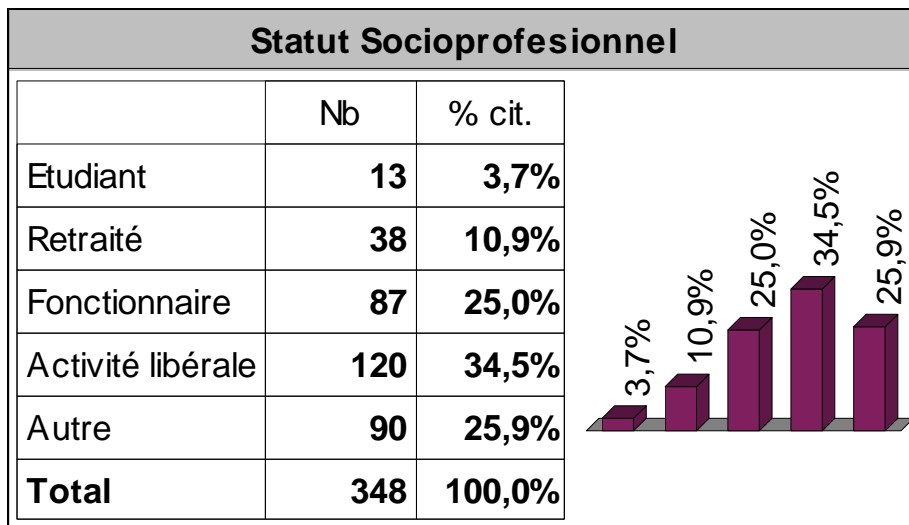 Statut Socioprofesionnel
Nb % cit.
Etudiant 13 3,7%
Retraité 38 10,9%
Fonctionnaire 87 25,0%
Activité libérale 120 34,5%
Autre 90 25,9%
Total 348 100,0%
3,7%
10,9%
25,0%
34,5%
25,9%